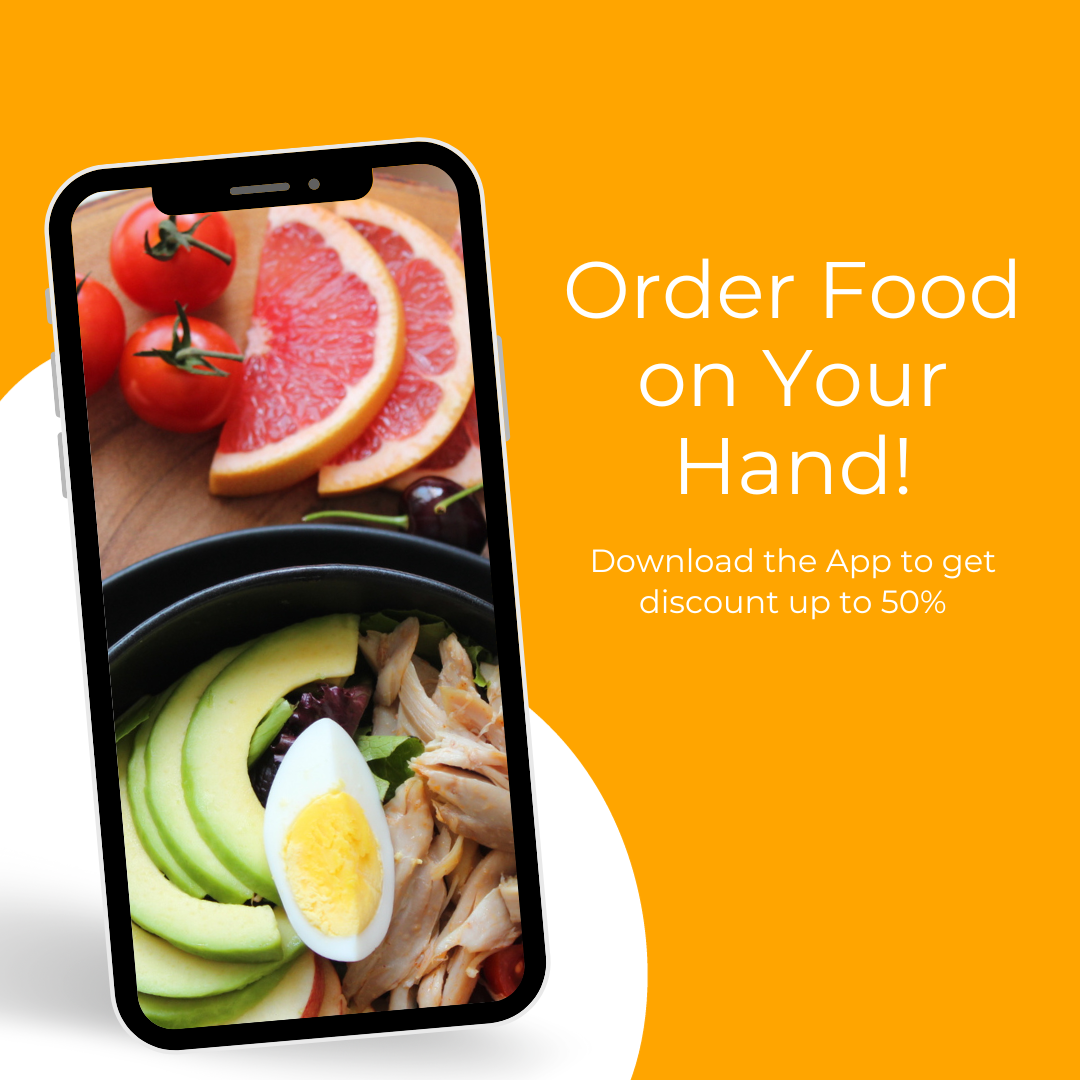 Order Food
on Your
Hand!
Download the App to get
discount up to 50%